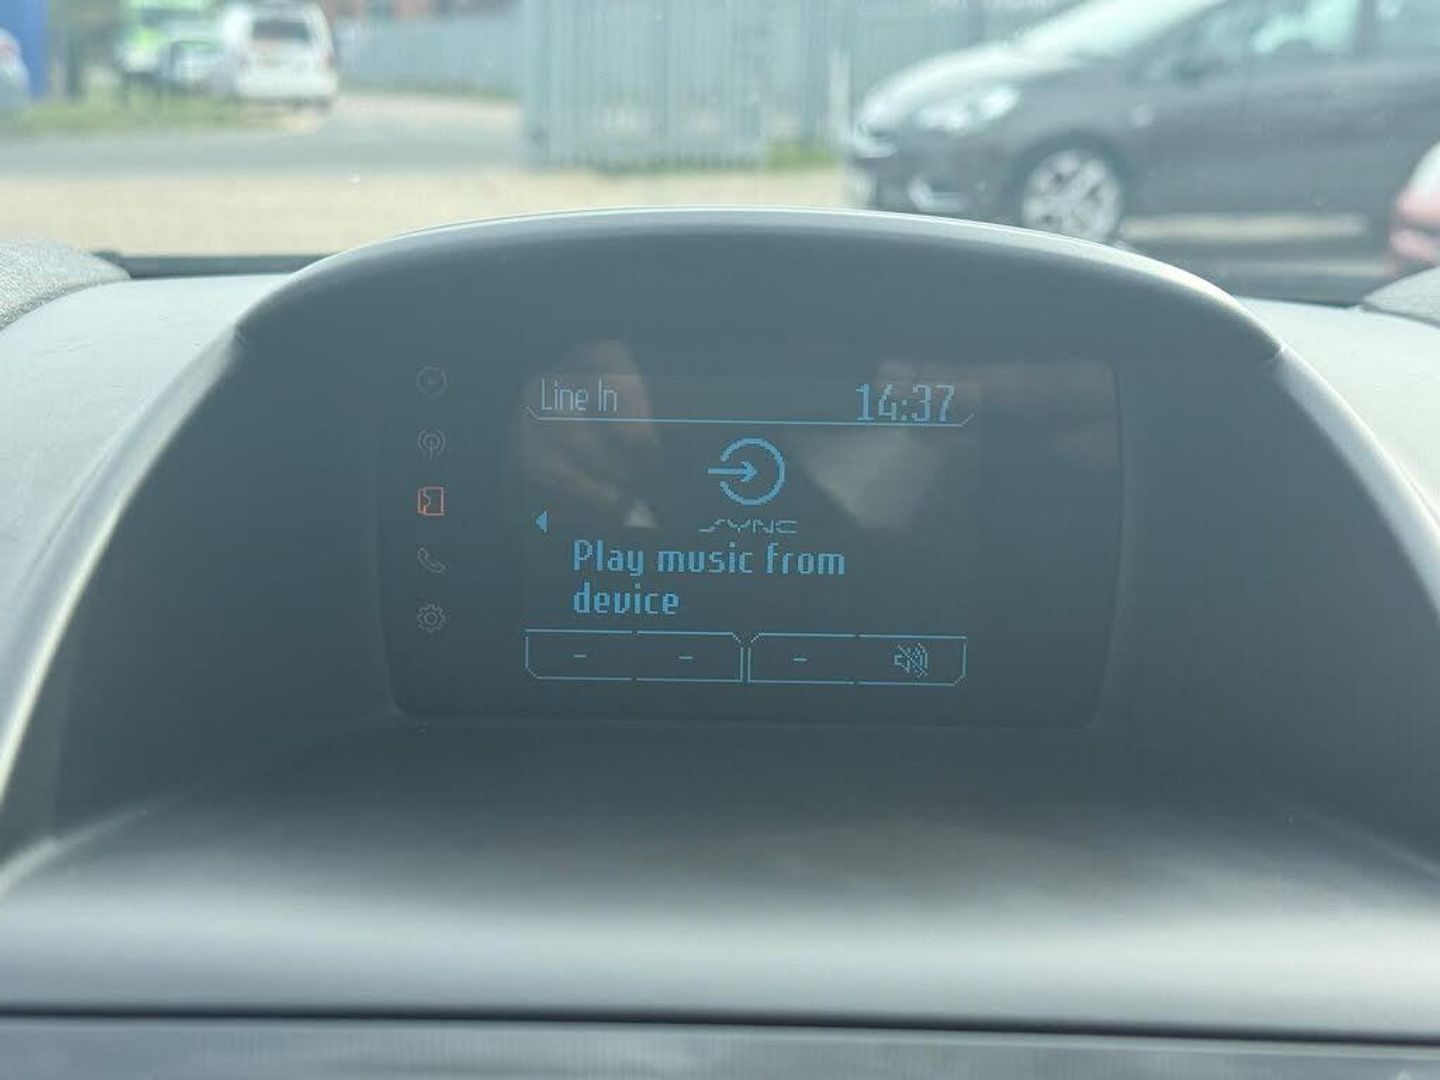 Line In 14:37
SYNC
Play music from
device
- - -